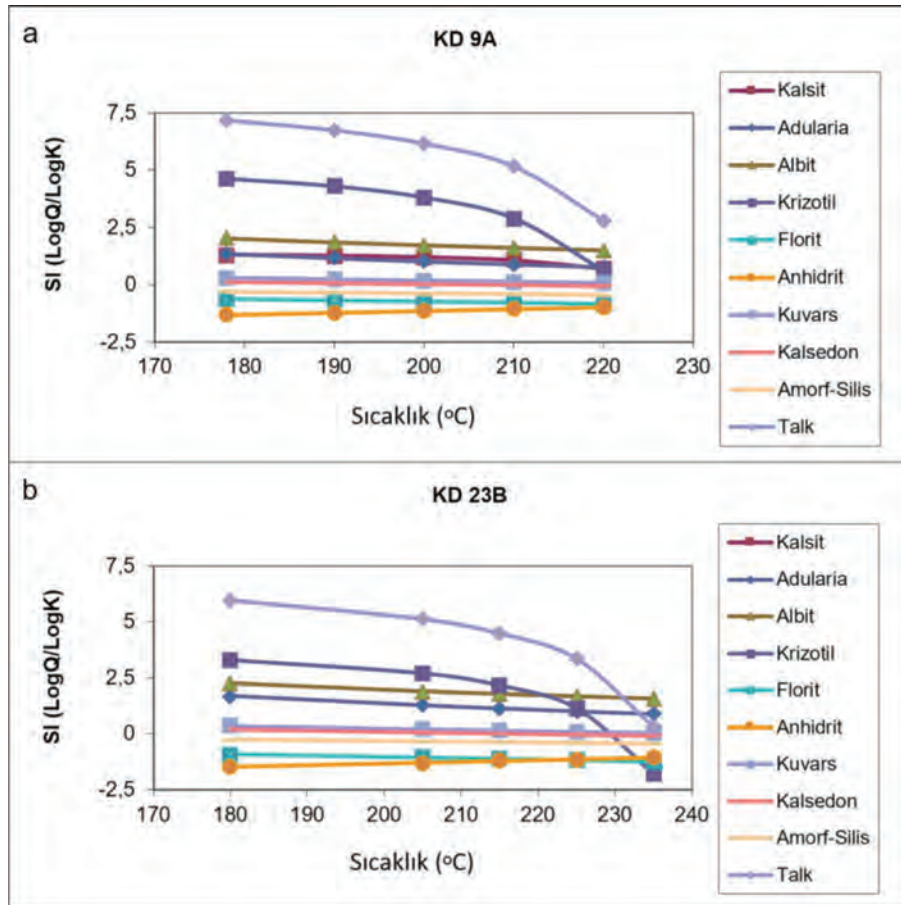 a
KD 9A
SI (LogQ/LogK)
7,5
5
2,5
0
-2,5
170 180 190 200 210 220 230
Sıcaklık (ºC)
Kalsit
Adularia
Albit
Krizotil
Florit
Anhidrit
Kuvars
Kalsedon
Amorf-Silis
Talk
b
KD 23B
SI (LogQ/LogK)
7,5
5
2,5
0
-2,5
170 180 190 200 210 220 230 240
Sıcaklık (ºC)
Kalsit
Adularia
Albit
Krizotil
Florit
Anhidrit
Kuvars
Kalsedon
Amorf-Silis
Talk